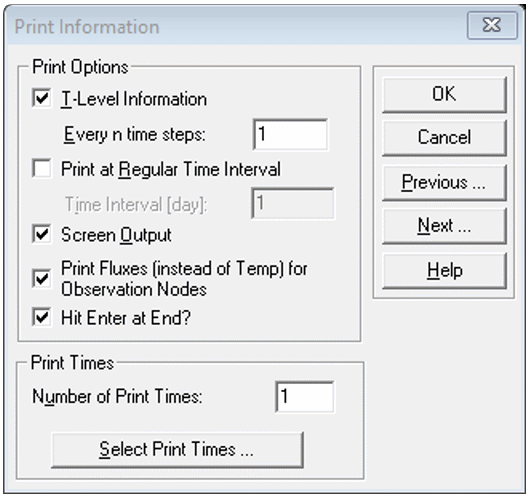 Print Information
Print Options
T-Level Information
Every n time steps: 1
Print at Regular Time Interval
Time Interval [day]: 1
Screen Output
Print Fluxes (instead of Temp) for
Observation Nodes
Hit Enter at End?
OK
Cancel
Previous ...
Next ...
Help
Print Times
Number of Print Times: 1
Select Print Times ...